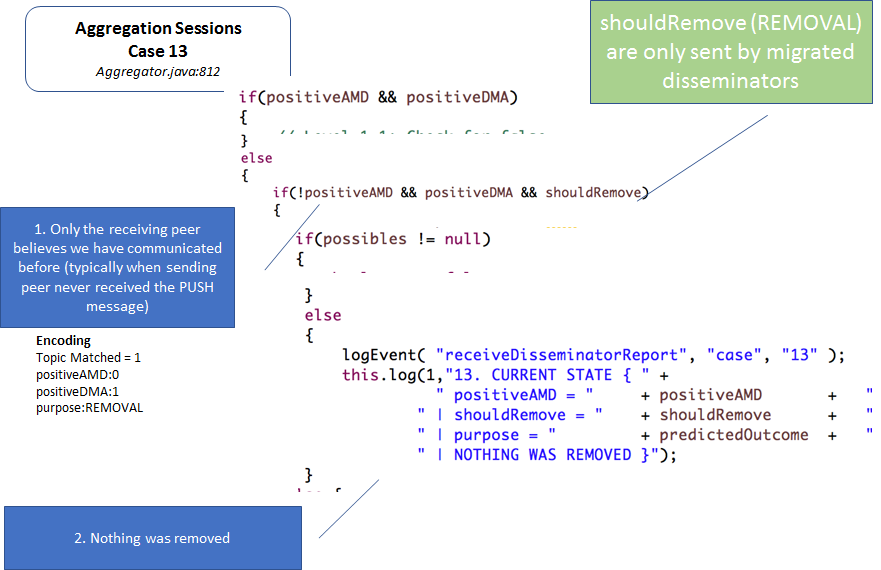 Aggregation Sessions
Case 13
Aggregator.java:812
shouldRemove (REMOVAL)
are only sent by migrated
disseminators
if(positiveAMD && positiveDMA)
{
}
else
{
if(!positiveAMD && positiveDMA && shouldRemove)
{
1. Only the receiving peer
believes we have communicated
before (typically when sending
peer never received the PUSH
message)
if(possibles != null)
{
}
else
{
Encoding
Topic Matched = 1
positiveAMD:0
positiveDMA:1
purpose:REMOVAL
logEvent( "receiveDisseminatorReport", "case", "13" );
this.log(1,"13. CURRENT STATE { " +
" positiveAMD = " + positiveAMD + "
" | shouldRemove = " + shouldRemove + "
" | purpose = " + predictedOutcome + "
" | NOTHING WAS REMOVED }");
}
2. Nothing was removed